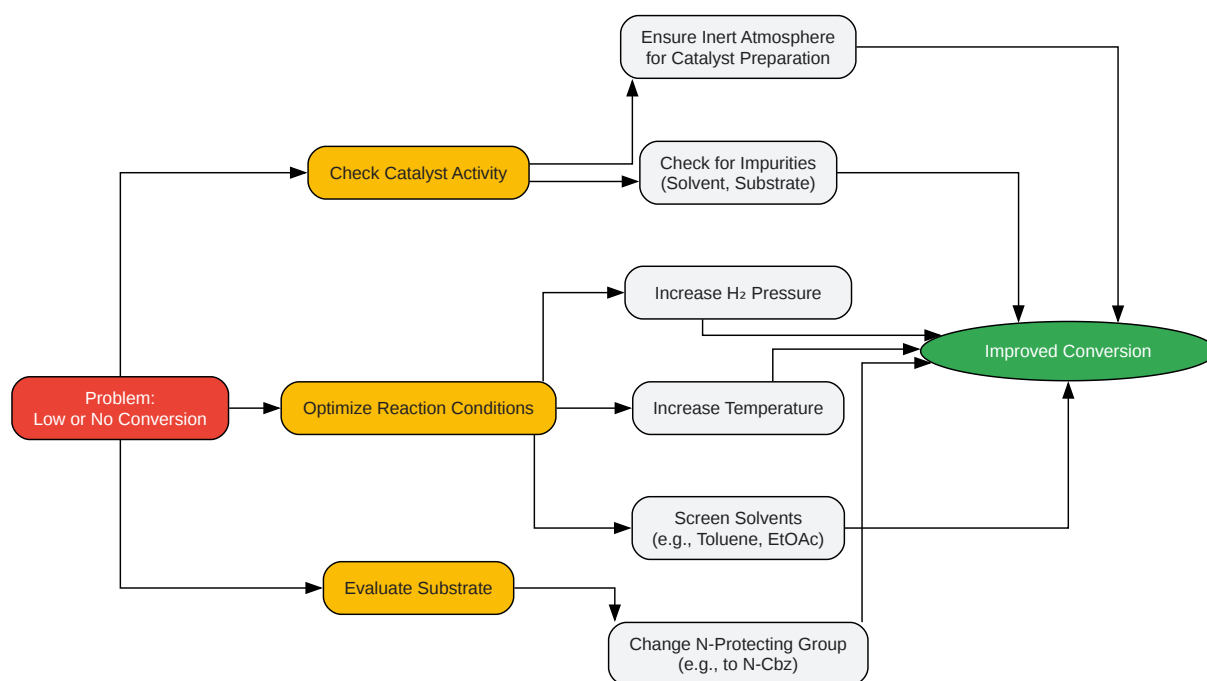 Ensure Inert Atmosphere
for Catalyst Preparation
Check Catalyst Activity
Check for Impurities
(Solvent, Substrate)
Increase H₂ Pressure
Improved Conversion
Problem:
Low or No Conversion
Optimize Reaction Conditions
Increase Temperature
Screen Solvents
(e.g., Toluene, EtOAc)
Evaluate Substrate
Change N-Protecting Group
(e.g., to N-Cbz)